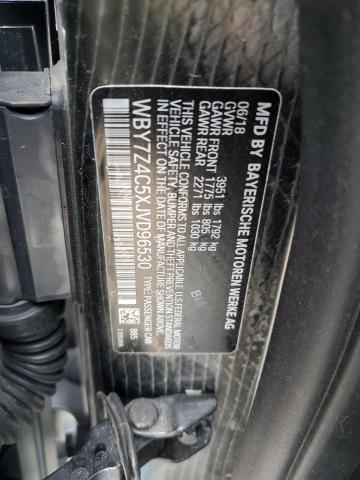 MFD BY BAYERISCHE MOTOREN WERKE AG
06/18
GVWR 3951 lbs 1792 kg
GAWR FRONT 1775 lbs 805 kg
GAWR REAR 2271 lbs 1030 kg
THIS VEHICLE CONFORMS TO ALL
APPLICABLE U.S. FEDERAL MOTOR
VEHICLE SAFETY, BUMPER, AND THEFT
PREVENTION STANDARDS IN
EFFECT ON THE DATE OF
MANUFACTURE SHOWN ABOVE.
WBY7Z4C5XJVD96530
TYPE: PASSENGER CAR